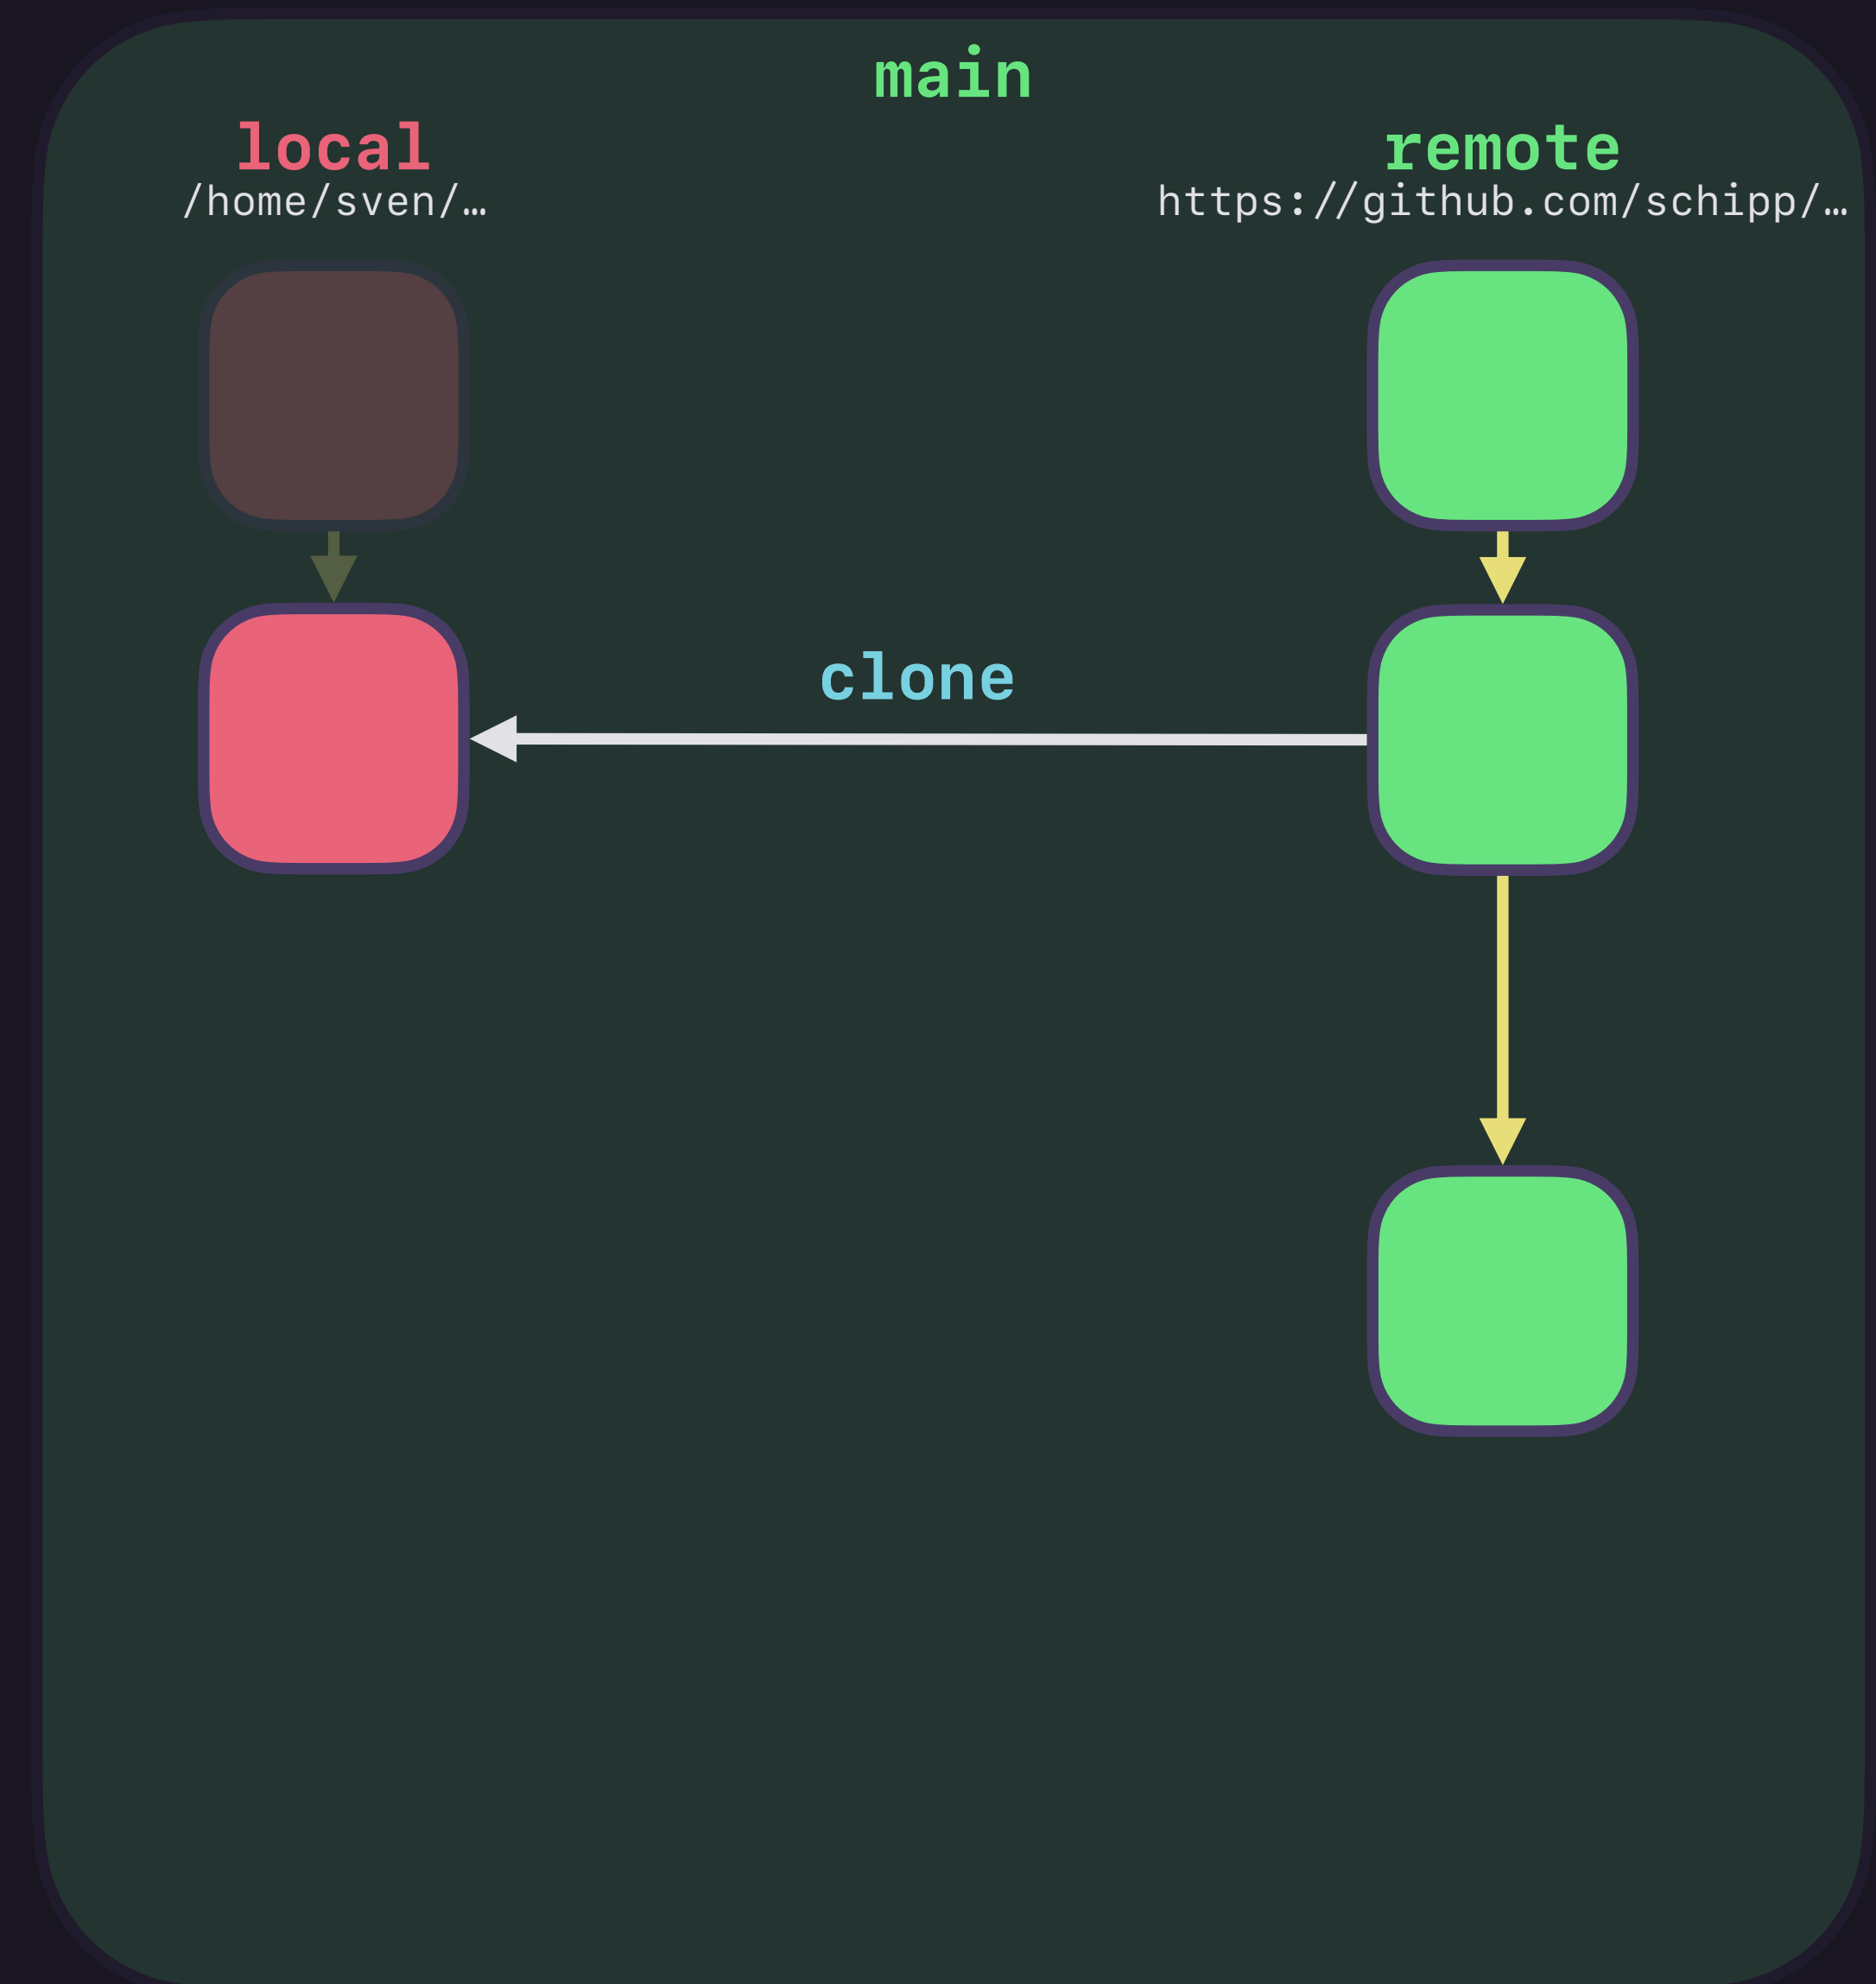 main
local
/home/sven/…
remote
https://github.com/schipp/…
clone